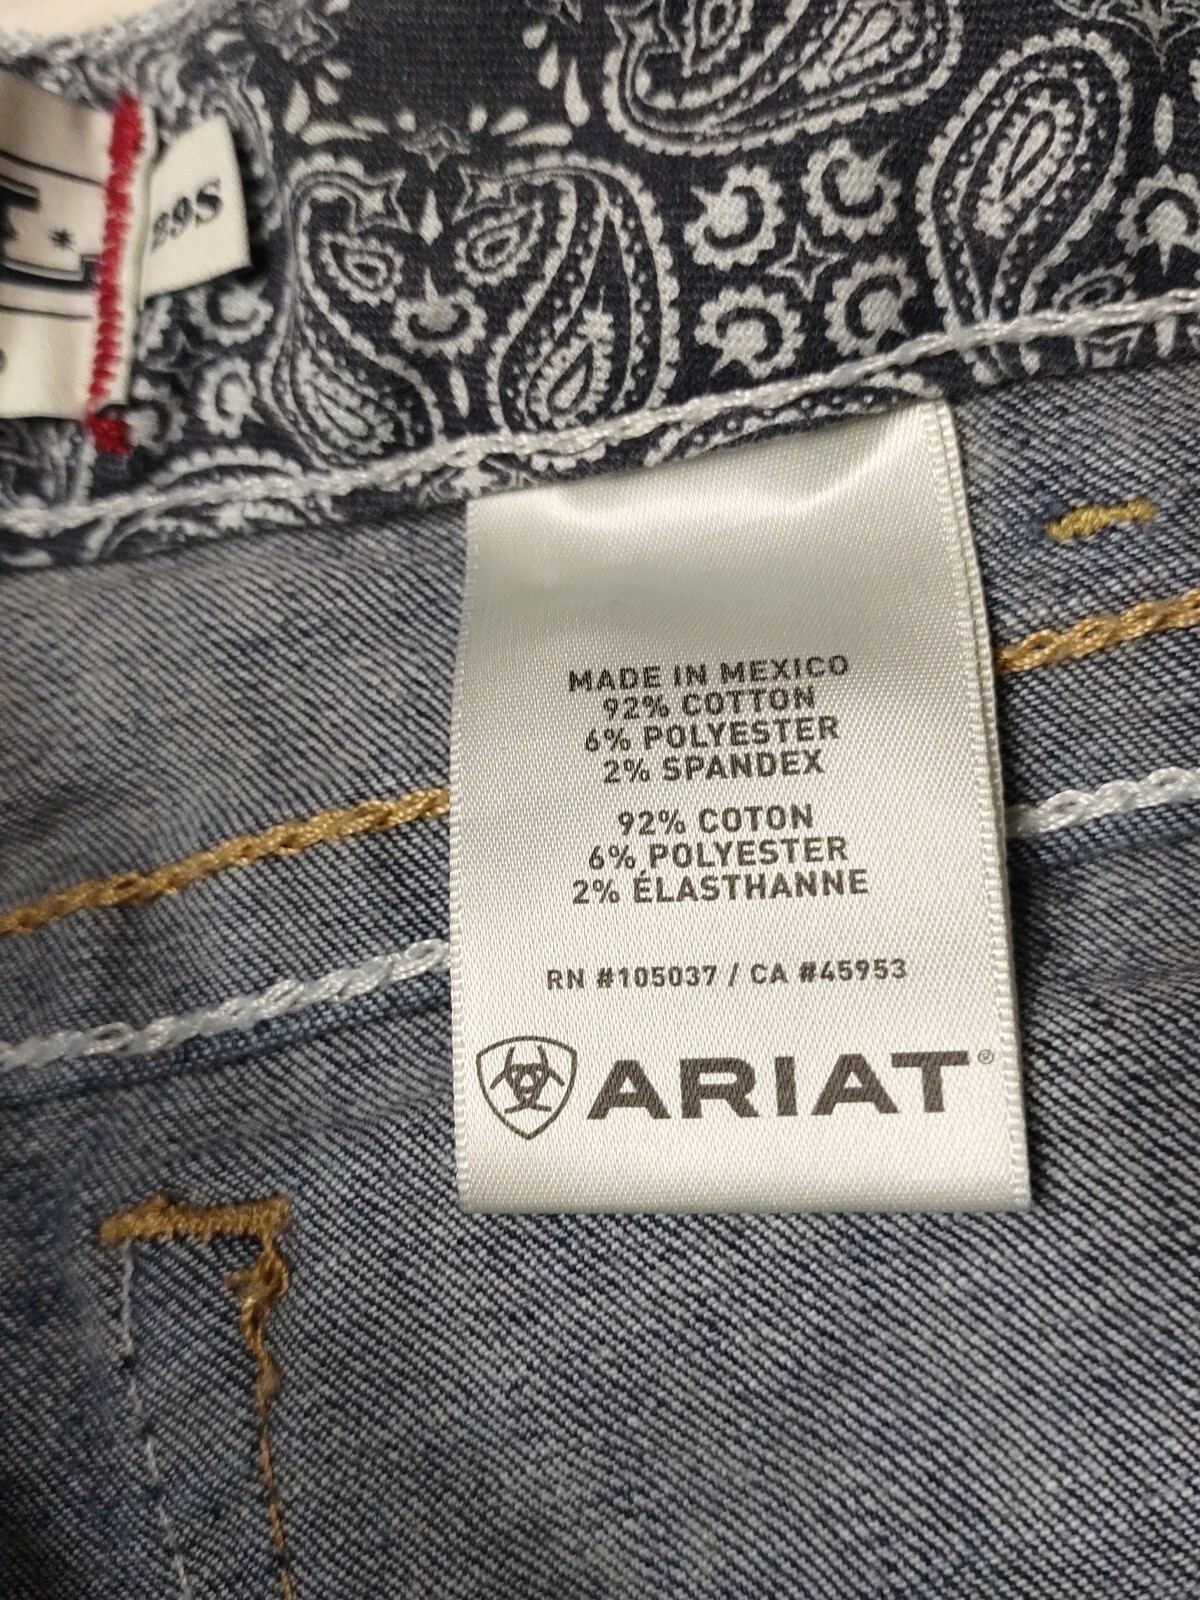 29S
MADE IN MEXICO
92% COTTON
6% POLYESTER
2% SPANDEX
92% COTON
6% POLYESTER
2% ÉLASTHANNE
RN #105037 / CA #45953
ARIAT®